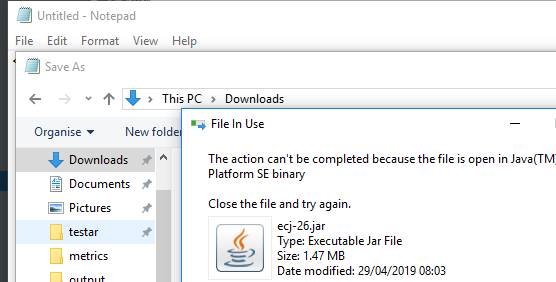 Untitled - Notepad
File Edit Format View Help
Save As
This PC > Downloads
Organise New folder
Downloads
Documents
Pictures
testar
metrics
output
File In Use
The action can't be completed because the file is open in Java(TM)
Platform SE binary
Close the file and try again.
ecj-26.jar
Type: Executable Jar File
Size: 1.47 MB
Date modified: 29/04/2019 08:03